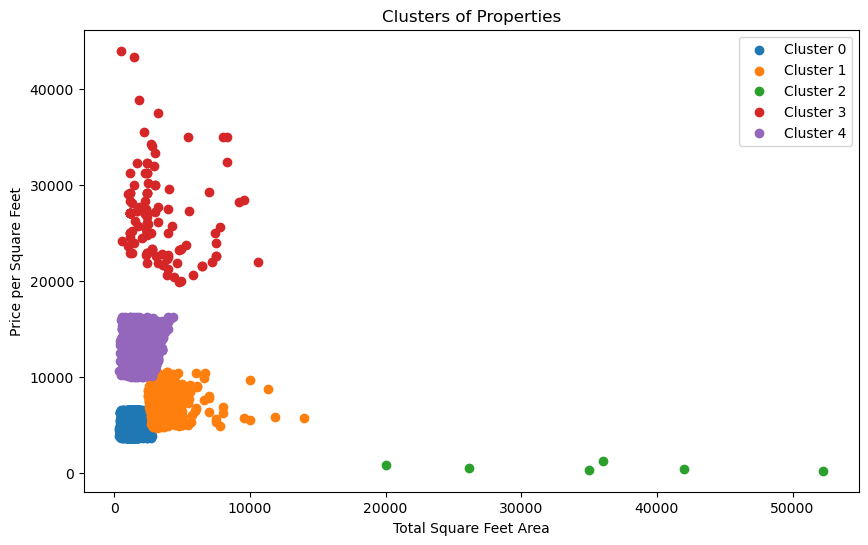 Clusters of Properties
Cluster 0
Cluster 1
Cluster 2
Cluster 3
Cluster 4
Price per Square Feet
40000
30000
20000
10000
0
0
10000
20000
30000
40000
50000
Total Square Feet Area